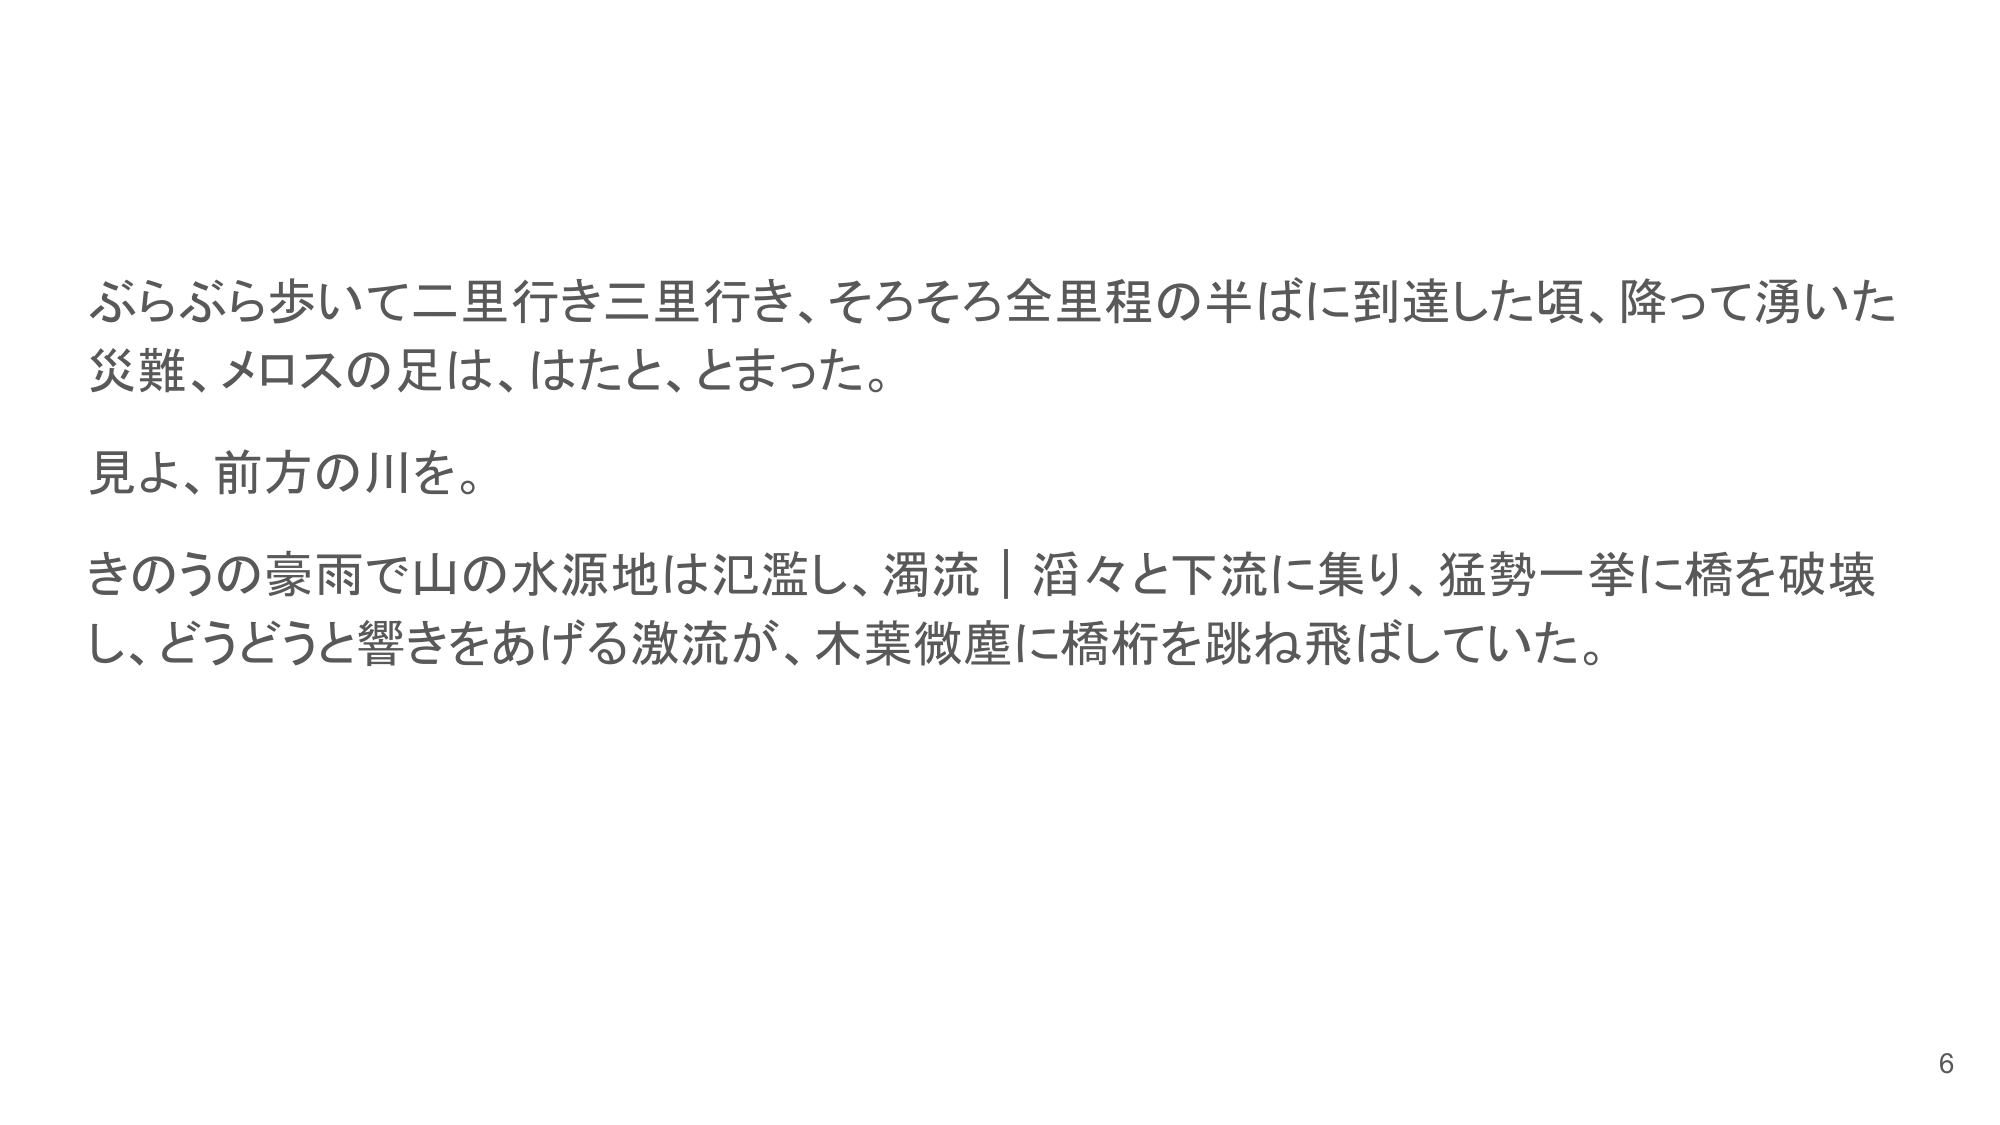 ぶらぶら歩いて二里行き三里行き、そろそろ全里程の半ばに到達した頃、降って湧いた
災難、メロスの足は、はたと、とまった。
見よ、前方の川を。
きのうの豪雨で山の水源地は氾濫し、濁流｜滔々と下流に集り、猛勢一挙に橋を破壊
し、どうどうと響きをあげる激流が、木葉微塵に橋桁を跳ね飛ばしていた。
6